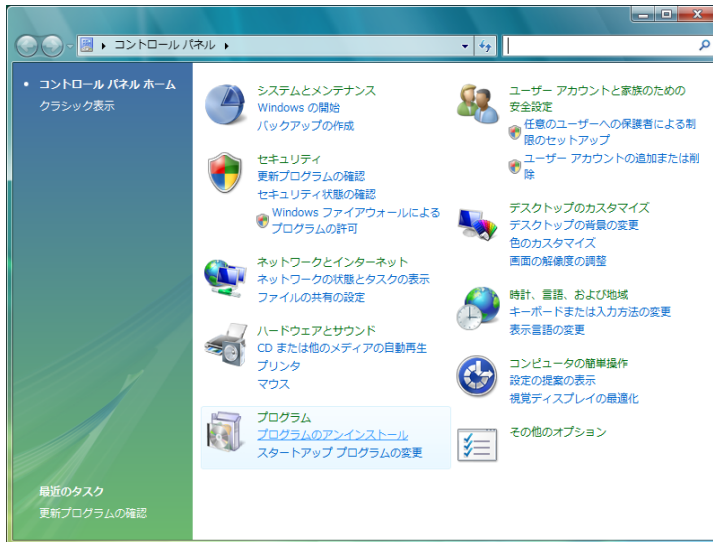 コントロール パネル
コントロール パネル ホーム
クラシック表示
システムとメンテナンス
Windows の開始
バックアップの作成
セキュリティ
更新プログラムの確認
セキュリティ状態の確認
Windows ファイアウォールによる
プログラムの許可
ネットワークとインターネット
ネットワークの状態とタスクの表示
ファイルの共有の設定
ハードウェアとサウンド
CD または他のメディアの自動再生
プリンタ
マウス
プログラム
プログラムのアンインストール
スタートアップ プログラムの変更
ユーザー アカウントと家族のための
安全設定
任意のユーザーへの保護者による制
限のセットアップ
ユーザー アカウントの追加または削
除
デスクトップのカスタマイズ
デスクトップの背景の変更
色のカスタマイズ
画面の解像度の調整
時計、言語、および地域
キーボードまたは入力方法の変更
表示言語の変更
コンピュータの簡単操作
設定の提案の表示
視覚ディスプレイの最適化
その他のオプション
最近のタスク
更新プログラムの確認